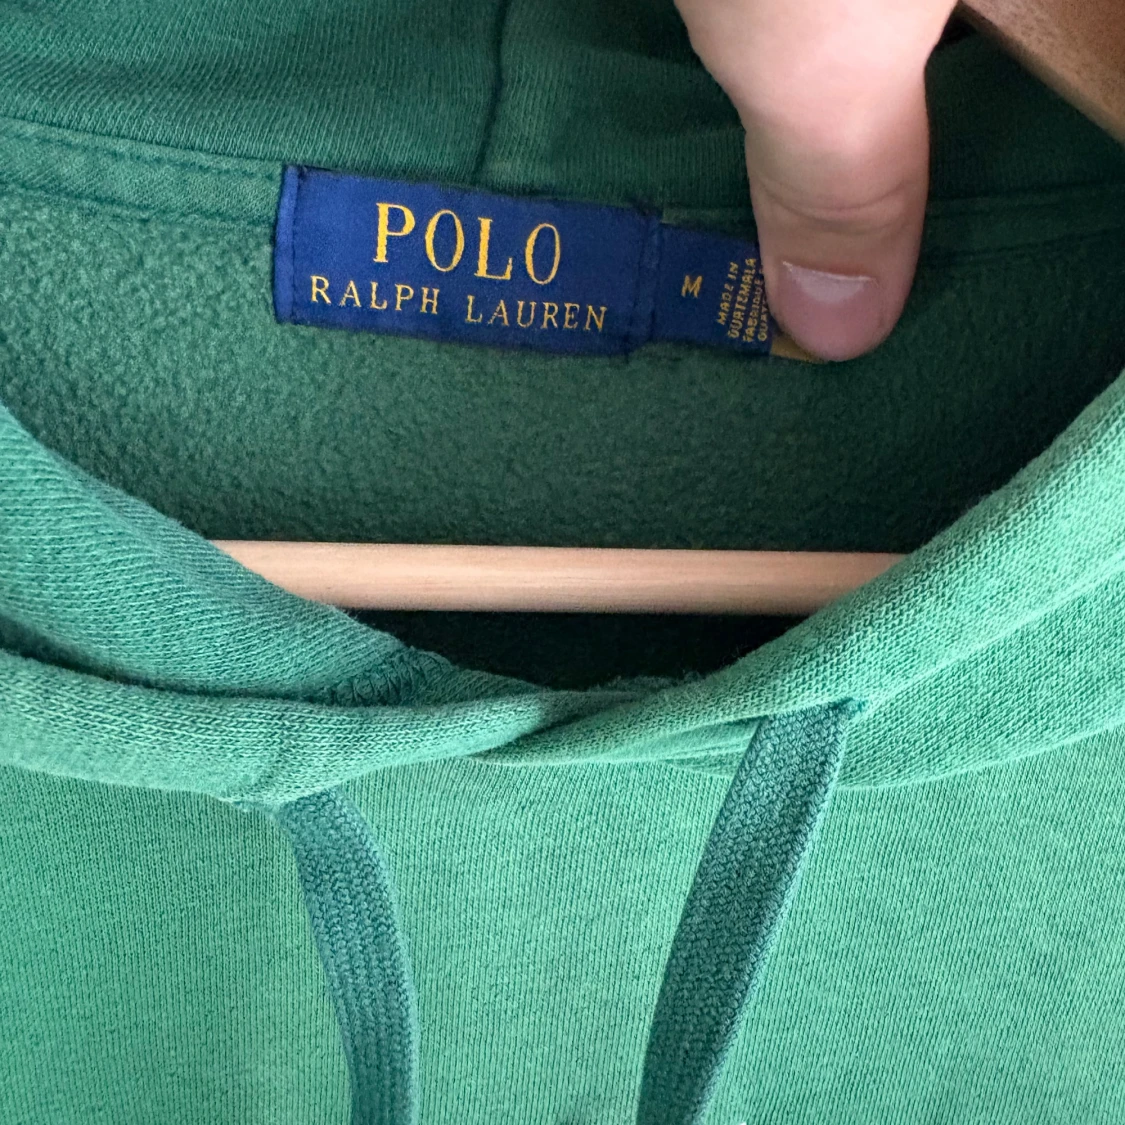 POLO
RALPH LAUREN
M
MADE IN
GUATEMALA